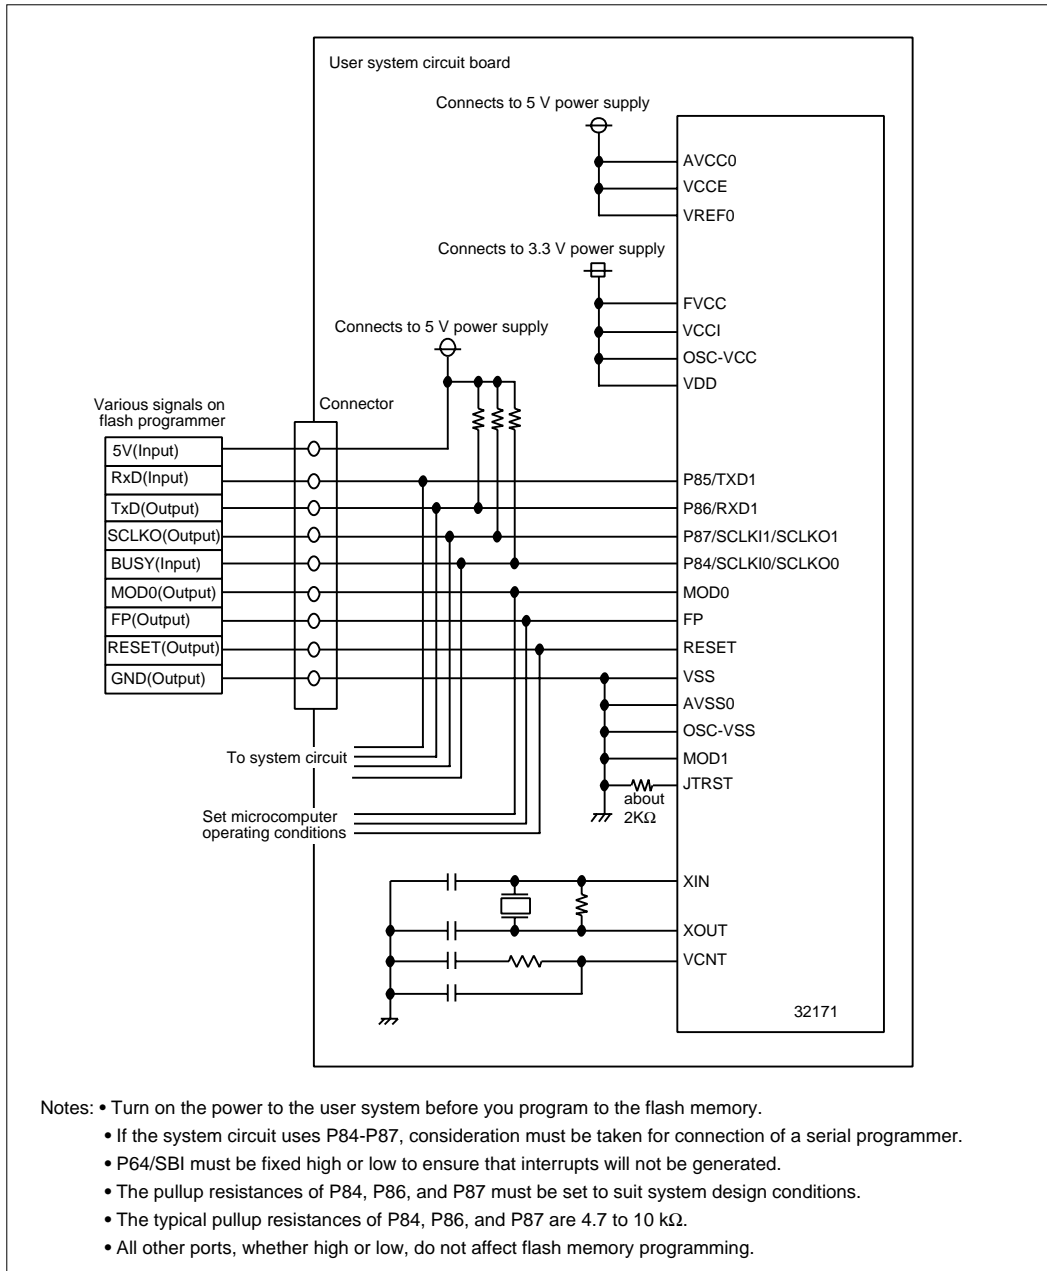 User system circuit board
Connects to 5 V power supply
AVCC0
VCCE
VREF0
Connects to 3.3 V power supply
FVCC
VCCI
OSC-VCC
VDD
Connects to 5 V power supply
Various signals on
flash programmer
Connector
5V(Input)
RxD(Input)
TxD(Output)
SCLKO(Output)
BUSY(Input)
MOD0(Output)
FP(Output)
RESET(Output)
GND(Output)
P85/TXD1
P86/RXD1
P87/SCLKI1/SCLKO1
P84/SCLKI0/SCLKO0
MOD0
FP
RESET
VSS
AVSS0
OSC-VSS
MOD1
JTRST
about
2KΩ
To system circuit
Set microcomputer
operating conditions
XIN
XOUT
VCNT
32171
Notes: • Turn on the power to the user system before you program to the flash memory.
• If the system circuit uses P84-P87, consideration must be taken for connection of a serial programmer.
• P64/SBI must be fixed high or low to ensure that interrupts will not be generated.
• The pullup resistances of P84, P86, and P87 must be set to suit system design conditions.
• The typical pullup resistances of P84, P86, and P87 are 4.7 to 10 kΩ.
• All other ports, whether high or low, do not affect flash memory programming.